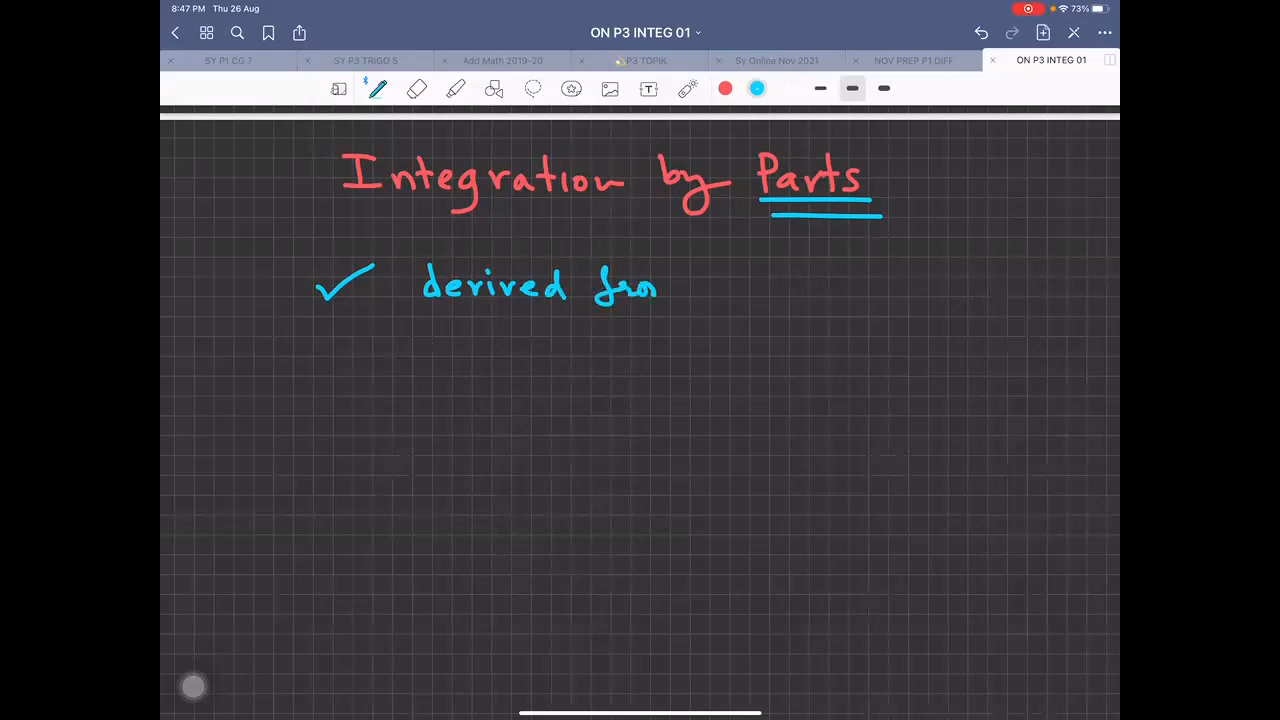 8:47 PM Thu 26 Aug
73%
ON P3 INTEG 01
SY P1 CG 7
SY P3 TRIGO 5
Add Math 2019-20
P3 TOPIK
Sy Online Nov 2021
NOV PREP P1 DIFF
ON P3 INTEG 01
T
Integration by Parts
derived fro